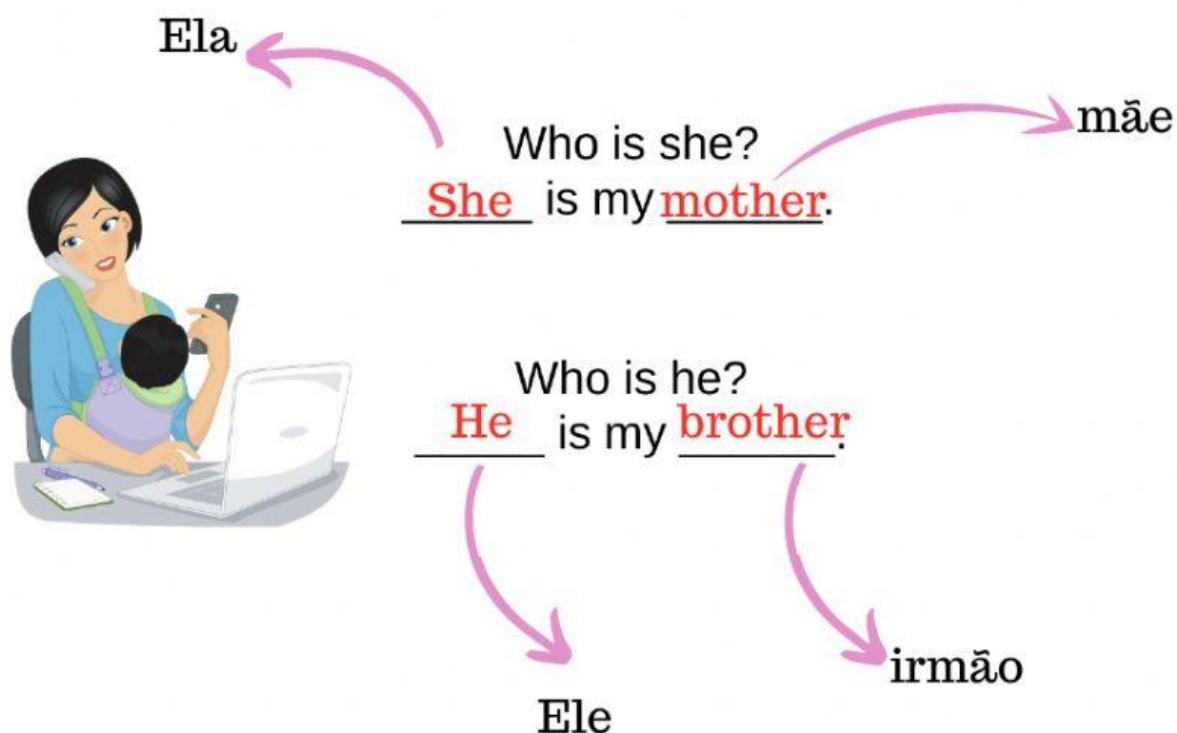 Ela
mãe
Who is she?
She is my mother.
Who is he?
He is my brother.
irmão
Ele